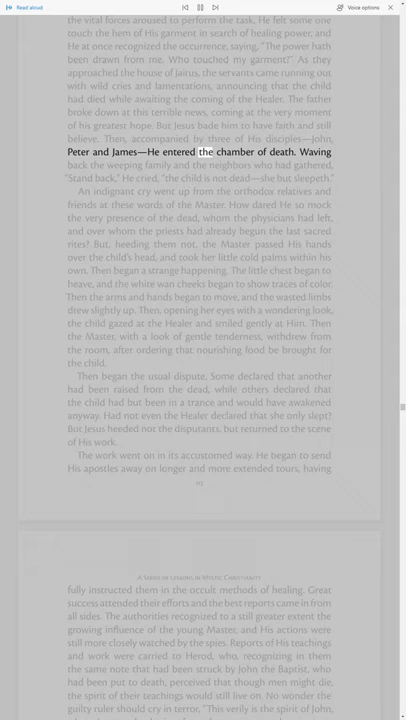 Read aloud
Voice options
the vital forces aroused to perform the task, He felt some one
touch the hem of His garment in search of healing power, and
He at once recognized the occurrence, saying, "The power hath
been drawn from me. Who touched my garment?" As they
approached the house of Jairus, the servants came running out
with wild cries and lamentations, announcing that the child
had died while awaiting the coming of the Healer. The father
broke down at this terrible news, coming at the very moment
of his greatest hope. But Jesus bade him to have faith and still
believe. Then, accompanied by three of His disciples—John,
Peter and James—He entered the chamber of death. Waving
back the weeping family and the neighbors who had gathered,
"Stand back," He cried, "the child is not dead—she but sleepeth."
An indignant cry went up from the orthodox relatives and
friends at these words of the Master. How dared He so mock
the very presence of the dead, whom the physicians had left,
and over whom the priests had already begun the last sacred
rites? But, heeding them not, the Master passed His hands
over the child's head, and took her little cold palms within his
own. Then began a strange happening. The little chest began to
heave, and the white wan cheeks began to show traces of color.
Then the arms and hands began to move, and the wasted limbs
drew slightly up. Then, opening her eyes with a wondering look,
the child gazed at the Healer and smiled gently at Him. Then
the Master, with a look of gentle tenderness, withdrew from
the room, after ordering that nourishing food be brought for
the child.
Then began the usual dispute. Some declared that another
had been raised from the dead, while others declared that
the child had but been in a trance and would have awakened
anyway. Had not even the Healer declared that she only slept?
But Jesus heeded not the disputants, but returned to the scene
of His work.
The work went on in its accustomed way. He began to send
His apostles away on longer and more extended tours, having
A Series of Lessons in Mystic Christianity
fully instructed them in the occult methods of healing. Great
success attended their efforts and the best reports came in from
all sides. The authorities recognized to a still greater extent the
growing influence of the young Master, and His actions were
still more closely watched by the spies. Reports of His teachings
and work were carried to Herod, who, recognizing in them
the same note that had been struck by John the Baptist, who
had been put to death, perceived that though men might die,
the spirit of their teachings would still live on. No wonder the
guilty ruler should cry in terror, "This verily is the spirit of John,